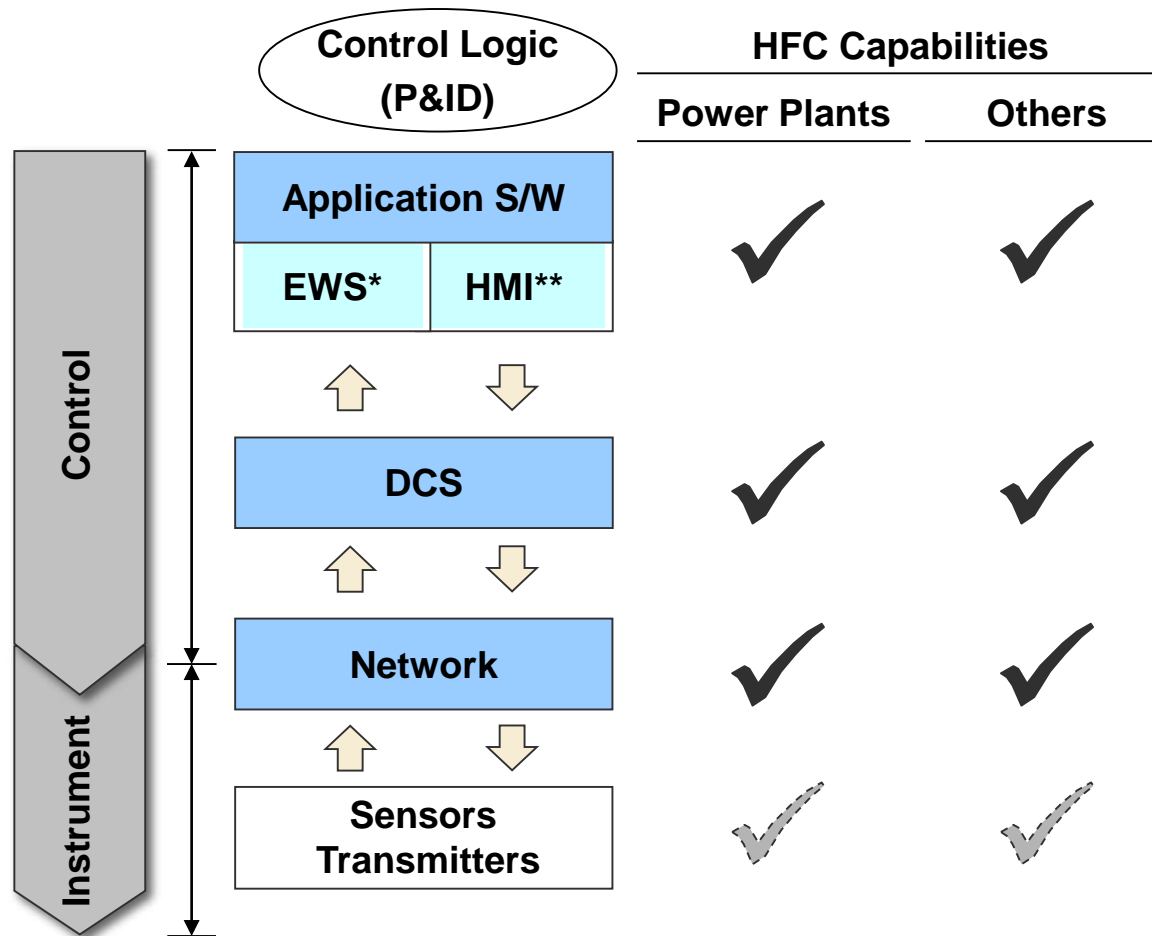 Control Logic
(P&ID)
HFC Capabilities
Power Plants
Others
Control
Application S/W
EWS*
HMI**
DCS
Network
Instrument
Sensors
Transmitters